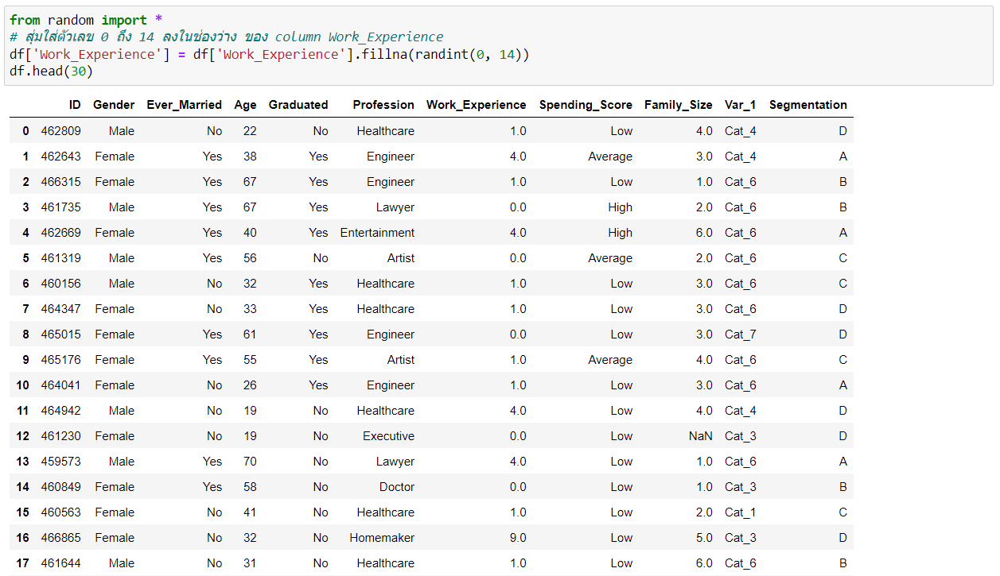 from random import *
# สุ่มใส่ตัวเลข 0 ถึง 14 ลงในช่องว่าง ของ column Work_Experience
df['Work_Experience'] = df['Work_Experience'].fillna(randint(0, 14))
df.head(30)
ID Gender Ever_Married Age Graduated Profession Work_Experience Spending_Score Family_Size Var_1 Segmentation
0 462809 Male No 22 No Healthcare 1.0 Low 4.0 Cat_4 D
1 462643 Female Yes 38 Yes Engineer 4.0 Average 3.0 Cat_4 A
2 466315 Female Yes 67 Yes Engineer 1.0 Low 1.0 Cat_6 B
3 461735 Male Yes 67 Yes Lawyer 0.0 High 2.0 Cat_6 B
4 462669 Female Yes 40 Yes Entertainment 4.0 High 6.0 Cat_6 A
5 461319 Male Yes 56 No Artist 0.0 Average 2.0 Cat_6 C
6 460156 Male No 32 Yes Healthcare 1.0 Low 3.0 Cat_6 C
7 464347 Female No 33 Yes Healthcare 1.0 Low 3.0 Cat_6 D
8 465015 Female Yes 61 Yes Engineer 0.0 Low 3.0 Cat_7 D
9 465176 Female Yes 55 Yes Artist 1.0 Average 4.0 Cat_6 C
10 464041 Female No 26 Yes Engineer 1.0 Low 3.0 Cat_6 A
11 464942 Male No 19 No Healthcare 4.0 Low 4.0 Cat_4 D
12 461230 Female No 19 No Executive 0.0 Low NaN Cat_3 D
13 459573 Male Yes 70 No Lawyer 4.0 Low 1.0 Cat_6 A
14 460849 Female Yes 58 No Doctor 0.0 Low 1.0 Cat_3 B
15 460563 Female No 41 No Healthcare 1.0 Low 2.0 Cat_1 C
16 466865 Female No 32 No Homemaker 9.0 Low 5.0 Cat_3 D
17 461644 Male No 31 No Healthcare 1.0 Low 6.0 Cat_6 B